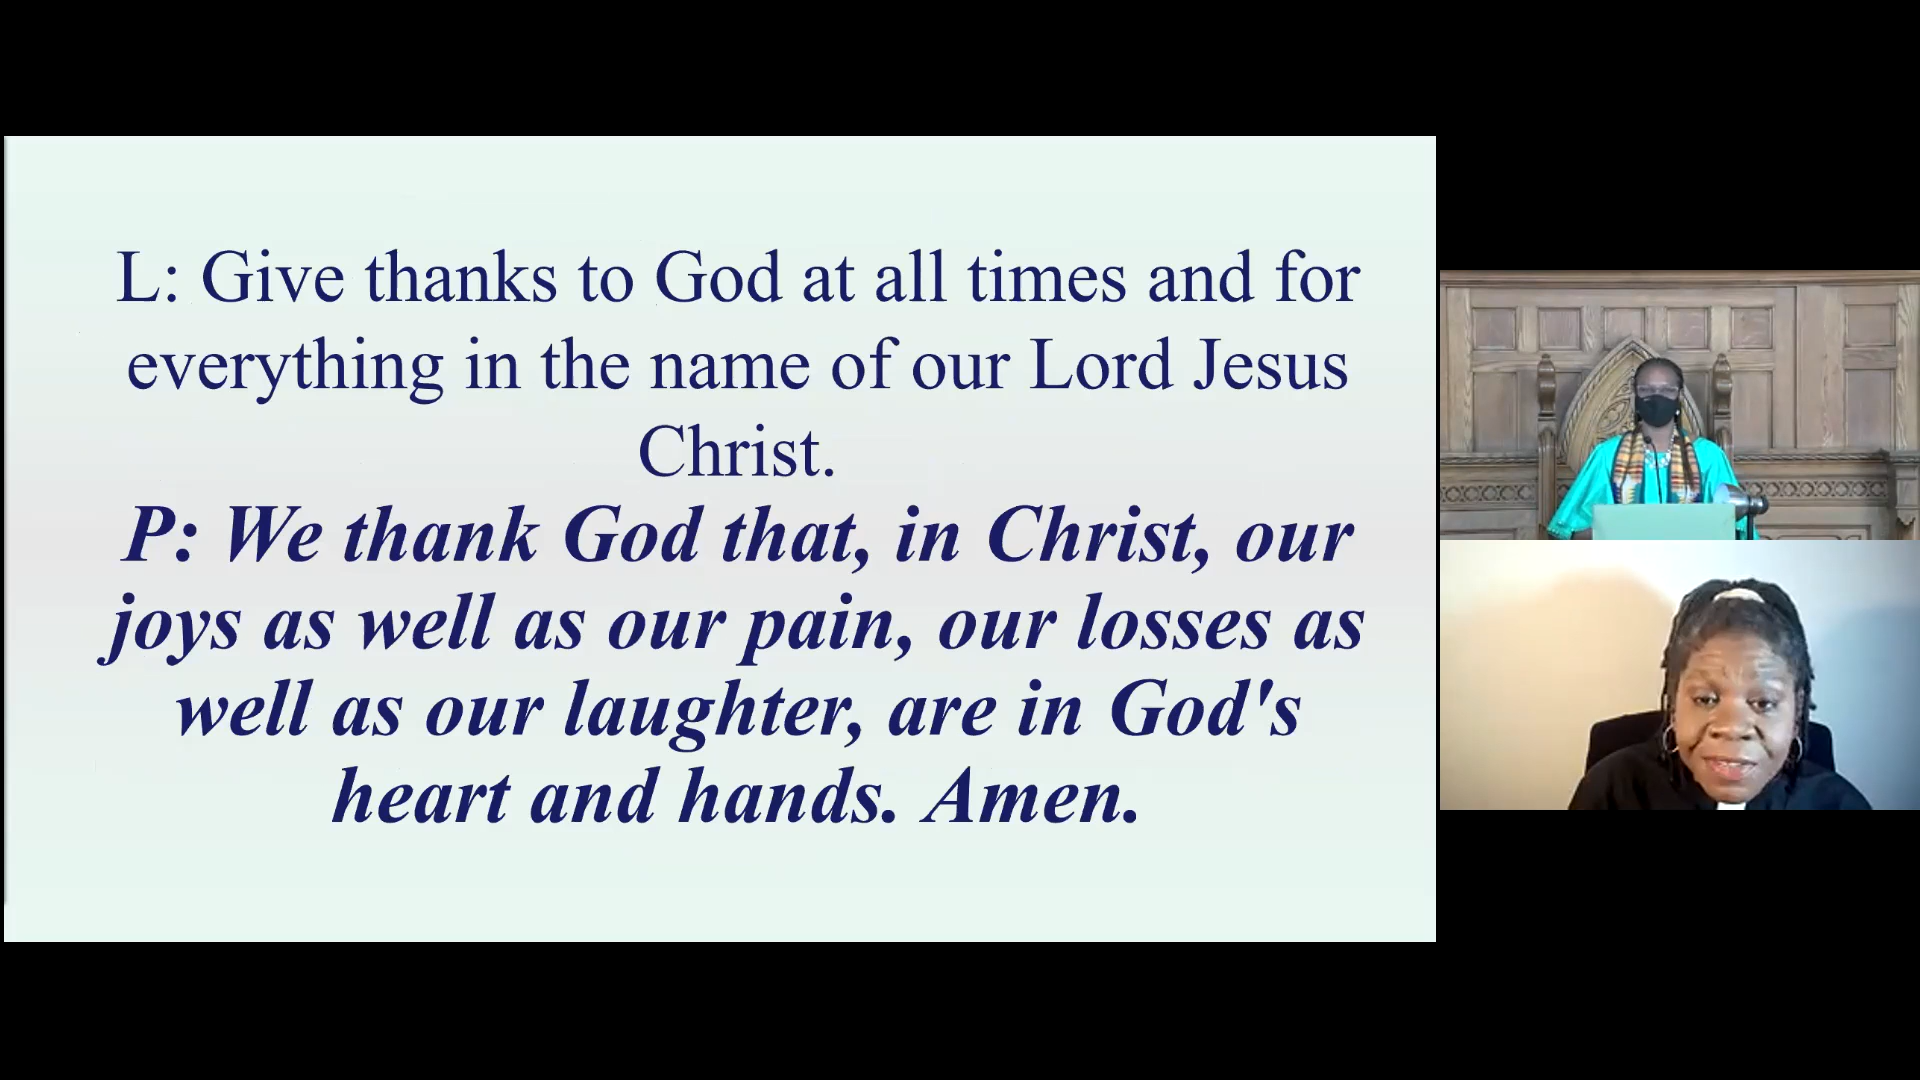 L: Give thanks to God at all times and for
everything in the name of our Lord Jesus
Christ.
P: We thank God that, in Christ, our
joys as well as our pain, our losses as
well as our laughter, are in God's
heart and hands. Amen.